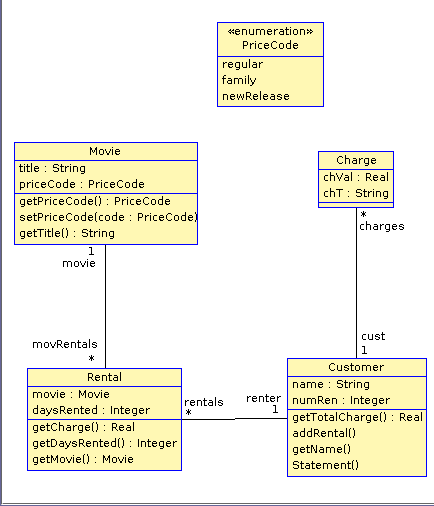 «enumeration»
PriceCode
regular
family
newRelease
Movie
title : String
priceCode : PriceCode
getPriceCode() : PriceCode
setPriceCode(code : PriceCode)
getTitle() : String
1
movie
Charge
chVal : Real
chT : String
*
charges
movRentals
*
cust
1
Rental
movie : Movie
daysRented : Integer
getCharge() : Real
getDaysRented() : Integer
getMovie() : Movie
rentals
*
renter
1
Customer
name : String
numRen : Integer
getTotalCharge() : Real
addRental()
getName()
Statement()